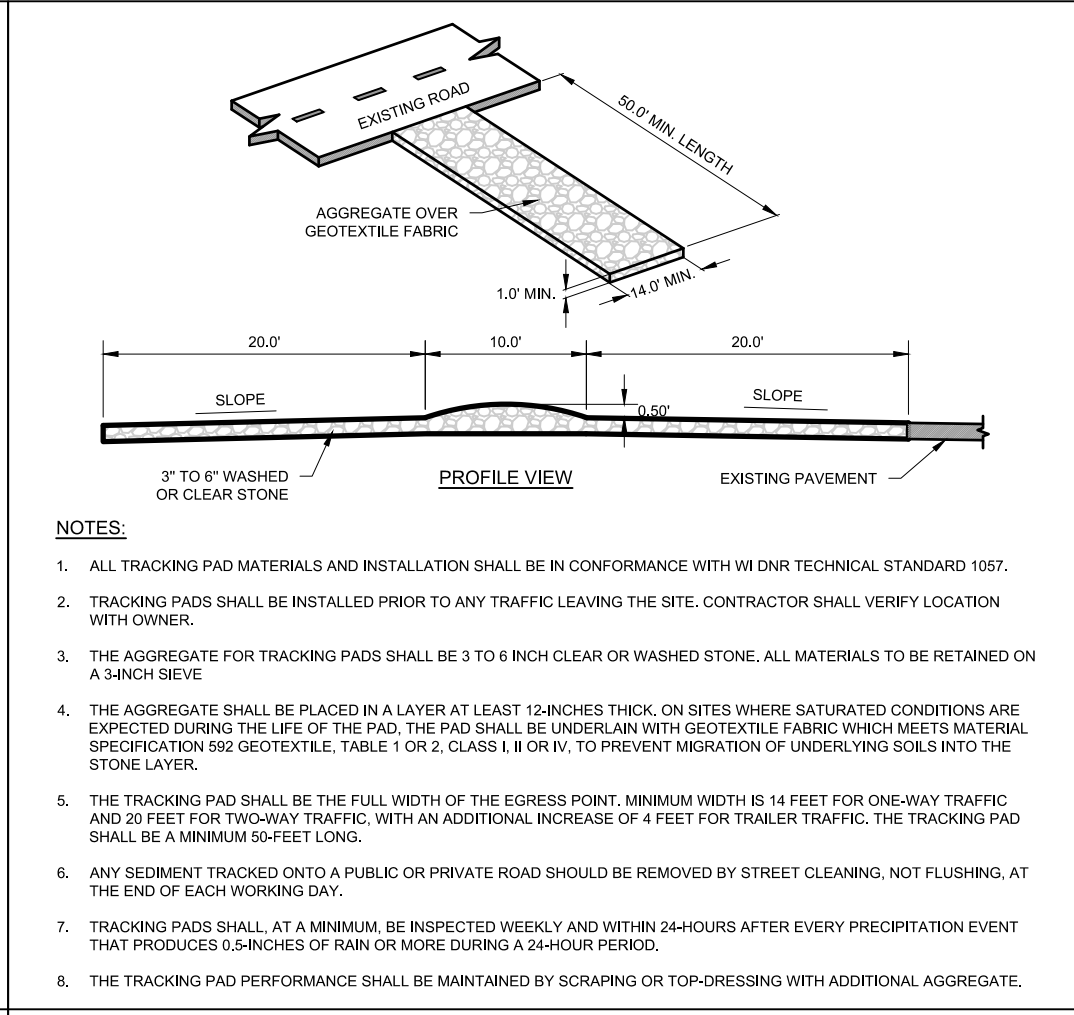 EXISTING ROAD
50.0' MIN. LENGTH
AGGREGATE OVER
GEOTEXTILE FABRIC
1.0' MIN.
14.0' MIN.
20.0'
10.0'
20.0'
SLOPE
0.50'
SLOPE
3" TO 6" WASHED
OR CLEAR STONE
PROFILE VIEW
EXISTING PAVEMENT
NOTES:
1. ALL TRACKING PAD MATERIALS AND INSTALLATION SHALL BE IN CONFORMANCE WITH WI DNR TECHNICAL STANDARD 1057.
2. TRACKING PADS SHALL BE INSTALLED PRIOR TO ANY TRAFFIC LEAVING THE SITE. CONTRACTOR SHALL VERIFY LOCATION
WITH OWNER.
3. THE AGGREGATE FOR TRACKING PADS SHALL BE 3 TO 6 INCH CLEAR OR WASHED STONE. ALL MATERIALS TO BE RETAINED ON
A 3-INCH SIEVE
4. THE AGGREGATE SHALL BE PLACED IN A LAYER AT LEAST 12-INCHES THICK. ON SITES WHERE SATURATED CONDITIONS ARE
EXPECTED DURING THE LIFE OF THE PAD, THE PAD SHALL BE UNDERLAIN WITH GEOTEXTILE FABRIC WHICH MEETS MATERIAL
SPECIFICATION 592 GEOTEXTILE, TABLE 1 OR 2, CLASS I, II OR IV, TO PREVENT MIGRATION OF UNDERLYING SOILS INTO THE
STONE LAYER.
5. THE TRACKING PAD SHALL BE THE FULL WIDTH OF THE EGRESS POINT. MINIMUM WIDTH IS 14 FEET FOR ONE-WAY TRAFFIC
AND 20 FEET FOR TWO-WAY TRAFFIC, WITH AN ADDITIONAL INCREASE OF 4 FEET FOR TRAILER TRAFFIC. THE TRACKING PAD
SHALL BE A MINIMUM 50-FEET LONG.
6. ANY SEDIMENT TRACKED ONTO A PUBLIC OR PRIVATE ROAD SHOULD BE REMOVED BY STREET CLEANING, NOT FLUSHING, AT
THE END OF EACH WORKING DAY.
7. TRACKING PADS SHALL, AT A MINIMUM, BE INSPECTED WEEKLY AND WITHIN 24-HOURS AFTER EVERY PRECIPITATION EVENT
THAT PRODUCES 0.5-INCHES OF RAIN OR MORE DURING A 24-HOUR PERIOD.
8. THE TRACKING PAD PERFORMANCE SHALL BE MAINTAINED BY SCRAPING OR TOP-DRESSING WITH ADDITIONAL AGGREGATE.